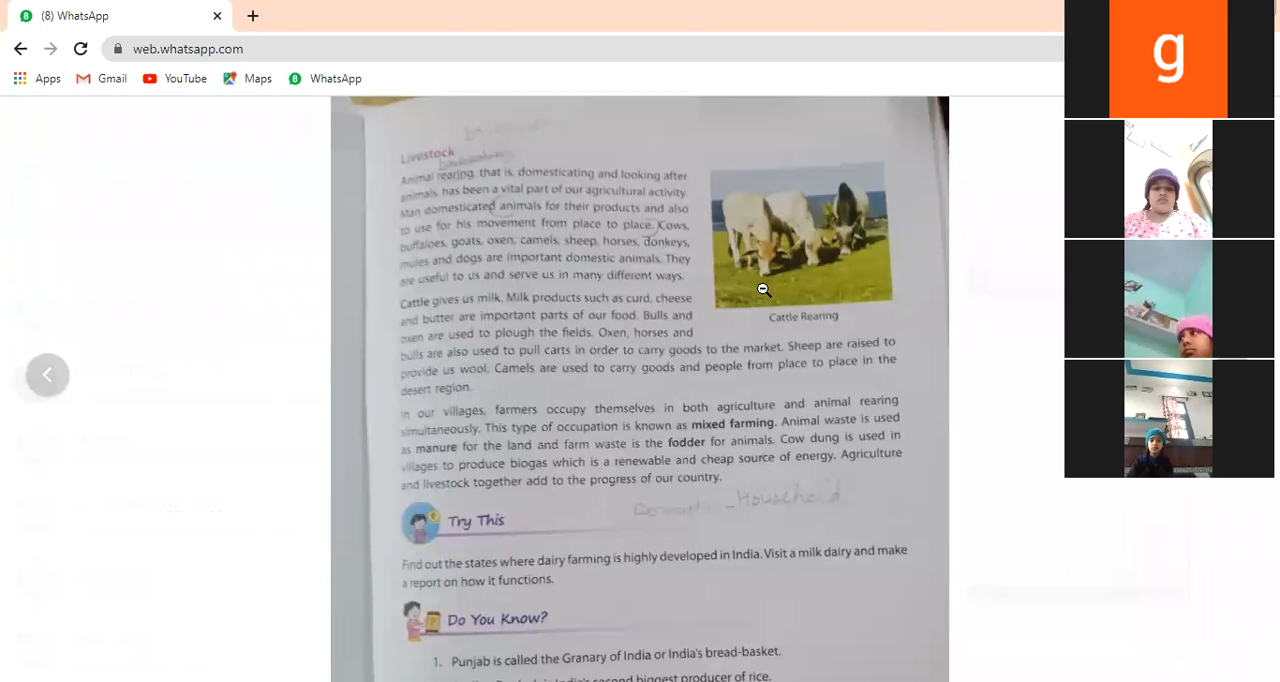 (8) WhatsApp
web.whatsapp.com
Apps Gmail YouTube Maps WhatsApp
g
Livestock
Animal rearing, that is, domesticating and looking after
animals, has been a vital part of our agricultural activity.
Man domesticated animals for their products and also
to use for his movement from place to place. Cows,
buffaloes, goats, oxen, camels, sheep, horses, donkeys,
mules and dogs are important domestic animals. They
are useful to us and serve us in many different ways.
Cattle gives us milk. Milk products such as curd, cheese
and butter are important parts of our food. Bulls and
oxen are used to plough the fields. Oxen, horses and
bulls are also used to pull carts in order to carry goods to the market. Sheep are raised to
provide us wool. Camels are used to carry goods and people from place to place in the
desert region.
Cattle Rearing
In our villages, farmers occupy themselves in both agriculture and animal rearing
simultaneously. This type of occupation is known as mixed farming. Animal waste is used
as manure for the land and farm waste is the fodder for animals. Cow dung is used in
villages to produce biogas which is a renewable and cheap source of energy. Agriculture
and livestock together add to the progress of our country.
Household
Try This
Find out the states where dairy farming is highly developed in India. Visit a milk dairy and make
a report on how it functions.
Do You Know?
1. Punjab is called the Granary of India or India's bread-basket.
India's second biggest producer of rice.